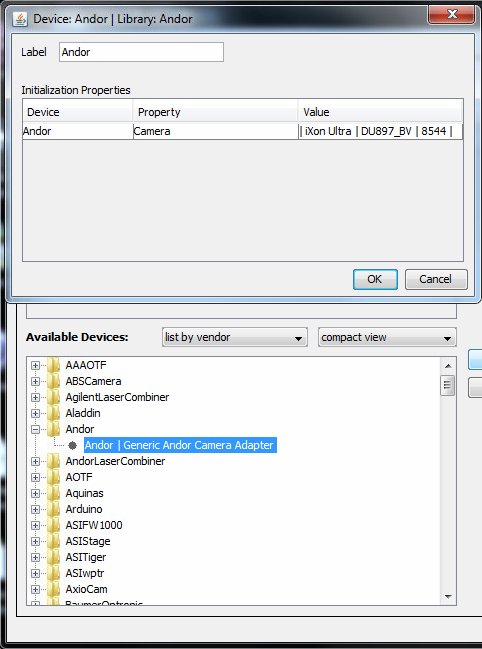 Device: Andor | Library: Andor
Label Andor
Initialization Properties
Device Property Value
Andor Camera | iXon Ultra | DU897_BV | 8544 |
OK Cancel
Available Devices: list by vendor compact view
AAAOTF
ABSCamera
AgilentLaserCombiner
Aladdin
Andor
Andor | Generic Andor Camera Adapter
AndorLaserCombiner
AOTF
Aquinas
Arduino
ASIFW1000
ASIStage
ASITiger
ASIwptr
AxioCam
BaumerOptronic